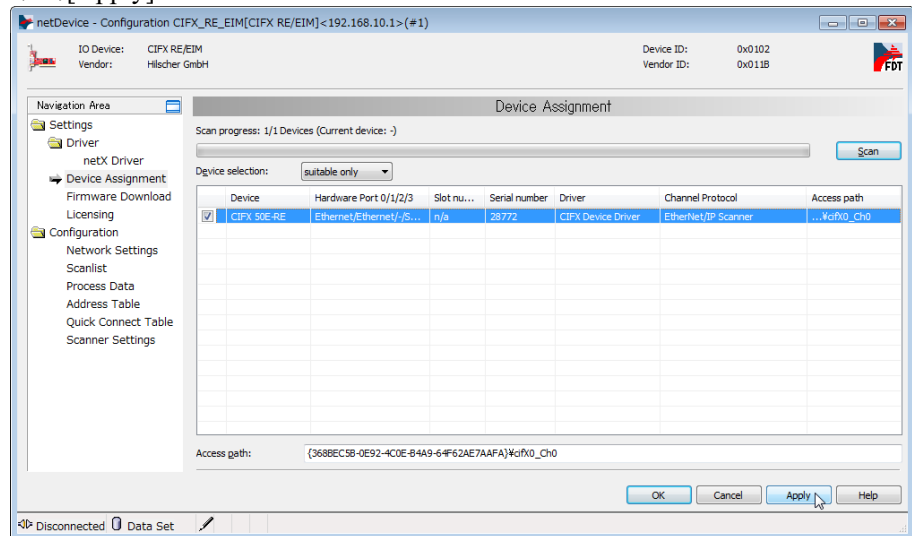 netDevice - Configuration CIFX_RE_EIM[CIFX RE/EIM]<192.168.10.1>(#1)
IO Device: CIFX RE/EIM Device ID: 0x0102
Vendor: Hilscher GmbH Vendor ID: 0x011B
FDT
Navigation Area
Device Assignment
Settings
Driver
netX Driver
Device Assignment
Firmware Download
Licensing
Configuration
Network Settings
Scanlist
Process Data
Address Table
Quick Connect Table
Scanner Settings
Scan progress: 1/1 Devices (Current device: -)
Scan
Device selection: suitable only
Device Hardware Port 0/1/2/3 Slot nu... Serial number Driver Channel Protocol Access path
CIFX 50E-RE Ethernet/Ethernet/-/S... n/a 28772 CIFX Device Driver EtherNet/IP Scanner ...¥cifX0_Ch0
Access path: {368BEC5B-0E92-4C0E-B4A9-64F62AE7AAFA}¥cifX0_Ch0
OK Cancel Apply Help
Disconnected Data Set